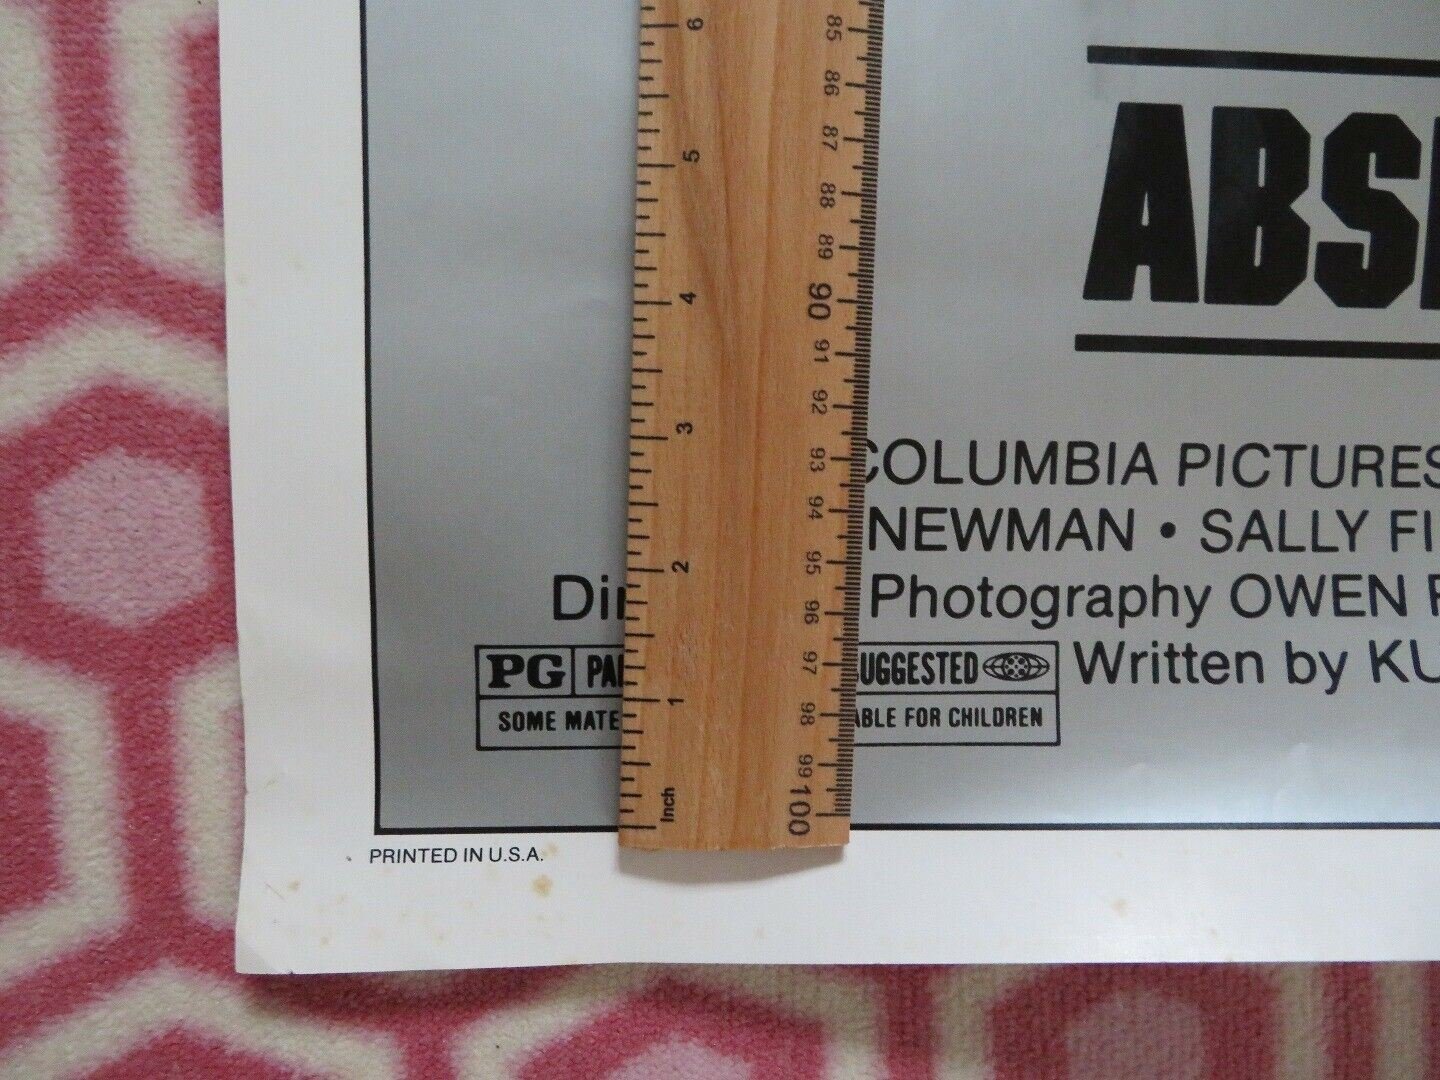 ABS
COLUMBIA PICTURES
NEWMAN • SALLY FI
Di Photography OWEN
PG PA UGGESTED Written by KU
SOME MATE ABLE FOR CHILDREN
PRINTED IN U.S.A.
6
5
4
3
2
1
Inch
85
86
87
88
89
90
91
92
93
94
95
96
97
98
99
100